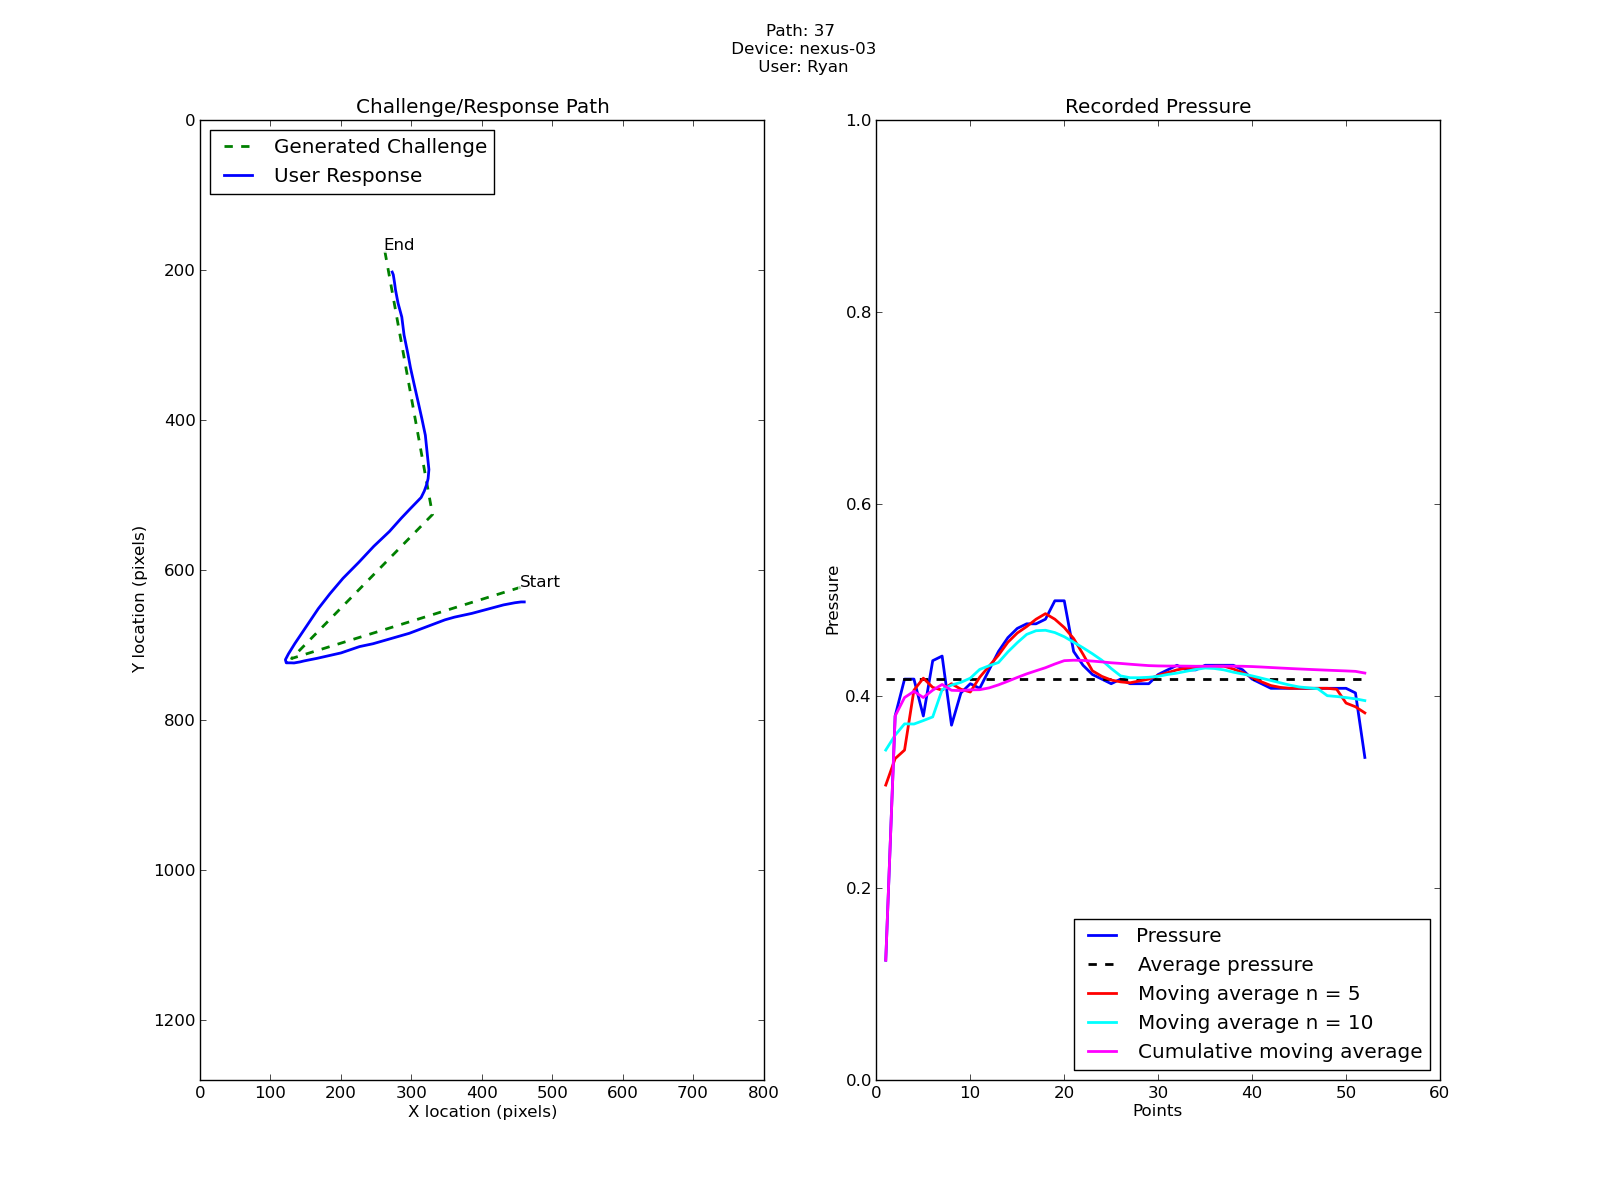 Path: 37
Device: nexus-03
User: Ryan
Challenge/Response Path
0
200
400
600
800
1000
1200
Y location (pixels)
Generated Challenge
User Response
End
Start
0 100 200 300 400 500 600 700 800
X location (pixels)
Recorded Pressure
1.0
0.8
0.6
0.4
0.2
0.0
Pressure
Pressure
Average pressure
Moving average n = 5
Moving average n = 10
Cumulative moving average
0 10 20 30 40 50 60
Points